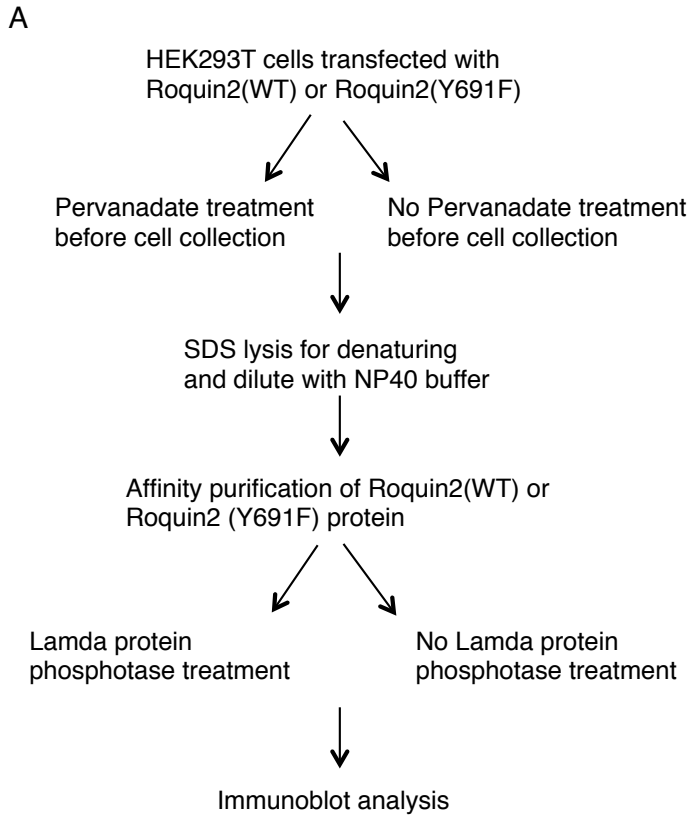 A
HEK293T cells transfected with
Roquin2(WT) or Roquin2(Y691F)
Pervanadate treatment
before cell collection
No Pervanadate treatment
before cell collection
SDS lysis for denaturing
and dilute with NP40 buffer
Affinity purification of Roquin2(WT) or
Roquin2 (Y691F) protein
Lamda protein
phosphotase treatment
No Lamda protein
phosphotase treatment
Immunoblot analysis